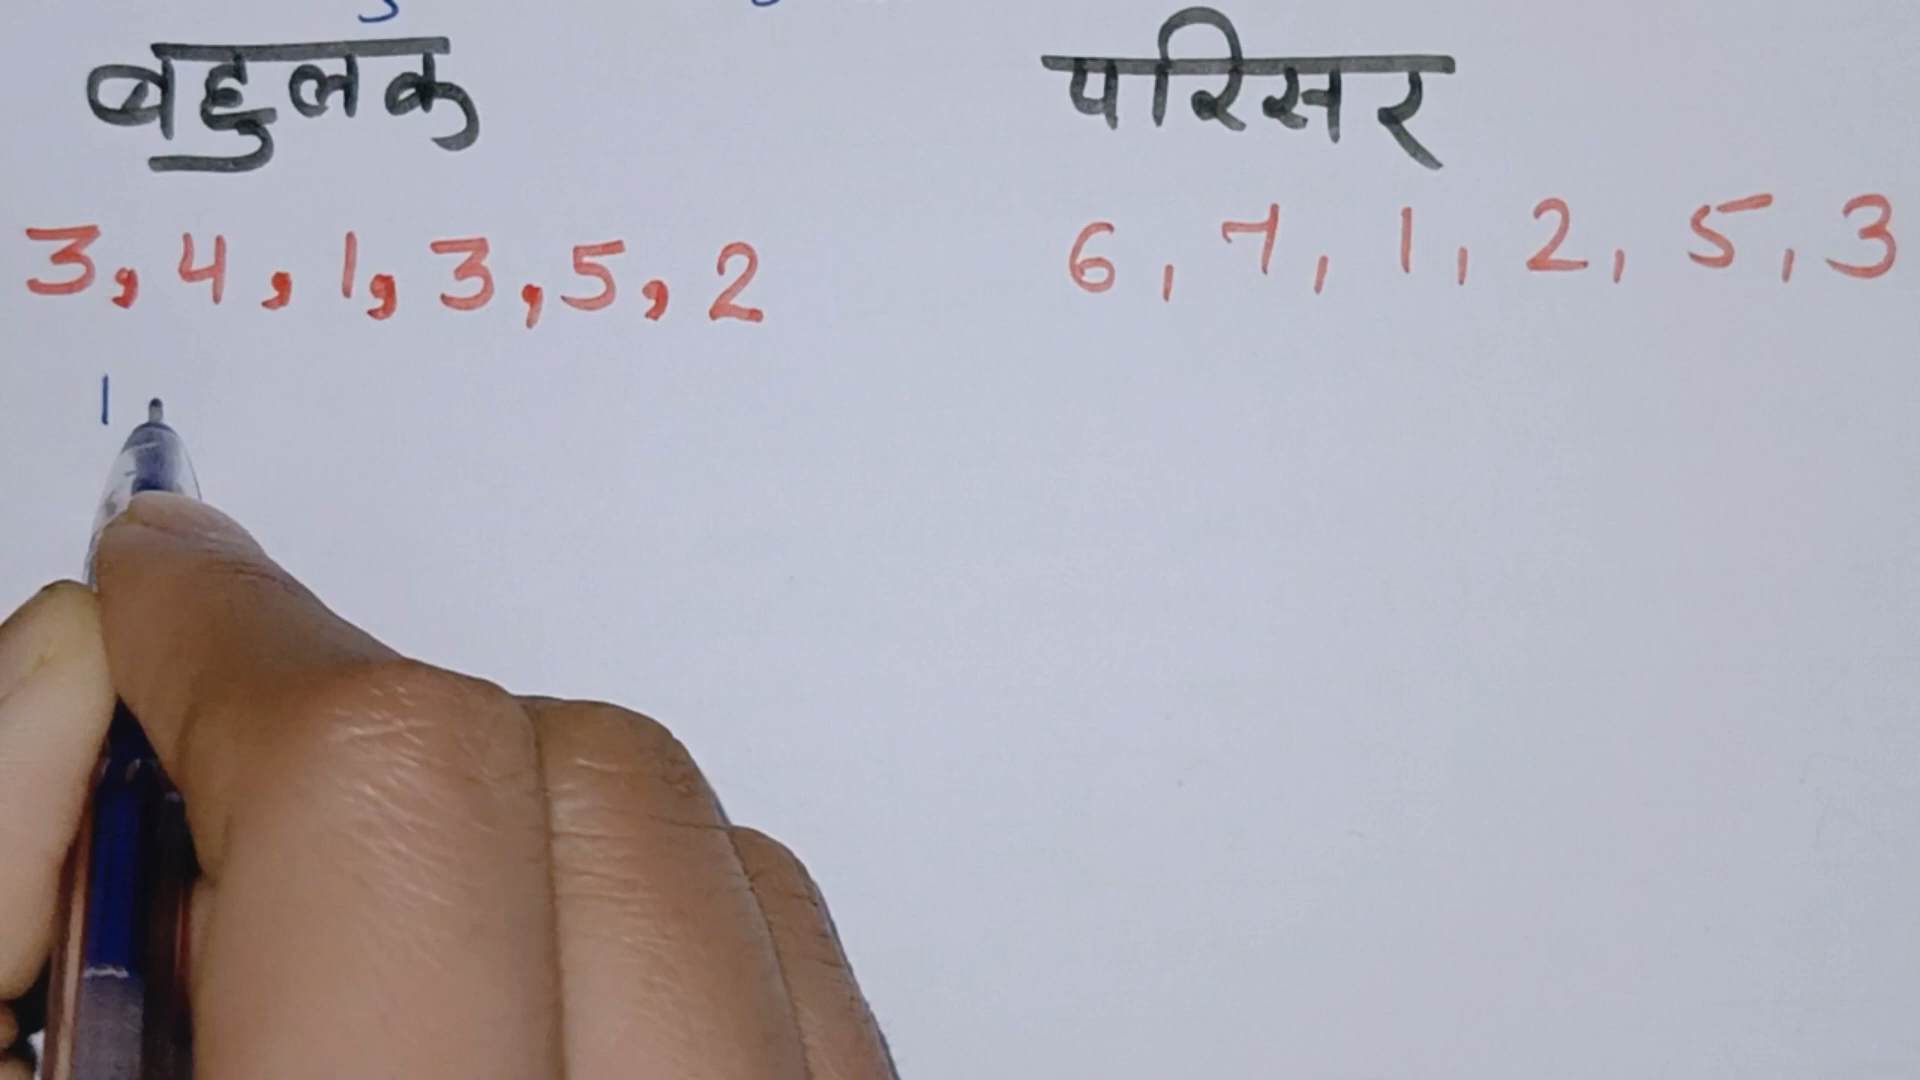 बहुलक
परिसर
3, 4, 1, 3, 5, 2
6, 7, 1, 2, 5, 3
1